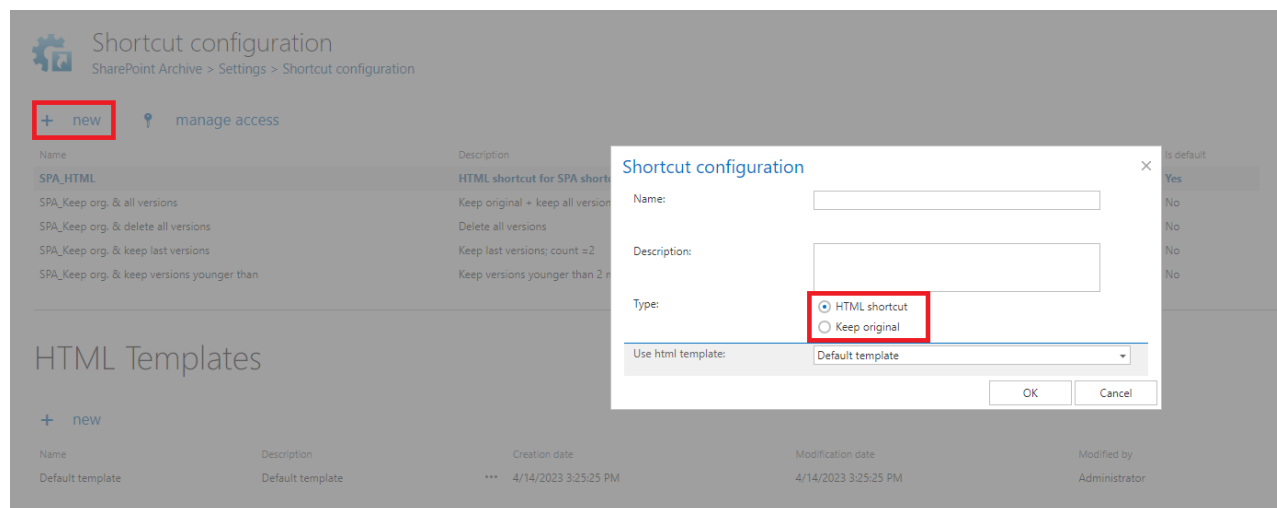 Shortcut configuration
SharePoint Archive > Settings > Shortcut configuration
+ new manage access
Name Description Is default
SPA_HTML HTML shortcut for SPA Yes
SPA_Keep org. & all versions Keep original + keep all version No
SPA_Keep org. & delete all versions Delete all versions No
SPA_Keep org. & keep last versions Keep last versions; count =2 No
SPA_Keep org. & keep versions younger than Keep versions younger than 2 No
Shortcut configuration
Name:
Description:
Type:
HTML shortcut
Keep original
Use html template: Default template
OK Cancel
HTML Templates
+ new
Name Description Creation date Modification date Modified by
Default template Default template ••• 4/14/2023 3:25:25 PM 4/14/2023 3:25:25 PM Administrator